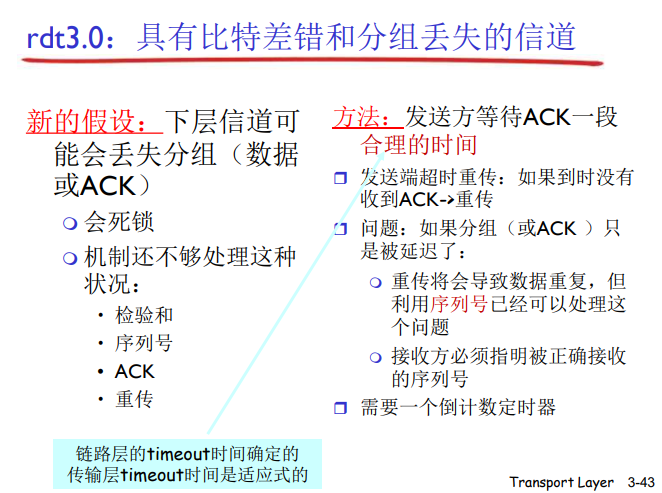 rdt3.0：具有比特差错和分组丢失的信道
新的假设：下层信道可
能会丢失分组（数据
或ACK）
会死锁
机制还不够处理这种
状况：
• 检验和
• 序列号
• ACK
• 重传
方法：发送方等待ACK一段
合理的时间
发送端超时重传：如果到时没有
收到ACK->重传
问题：如果分组（或ACK ）只
是被延迟了：
重传将会导致数据重复，但
利用序列号已经可以处理这
个问题
接收方必须指明被正确接收
的序列号
需要一个倒计数定时器
链路层的timeout时间确定的
传输层timeout时间是适应式的
Transport Layer 3-43